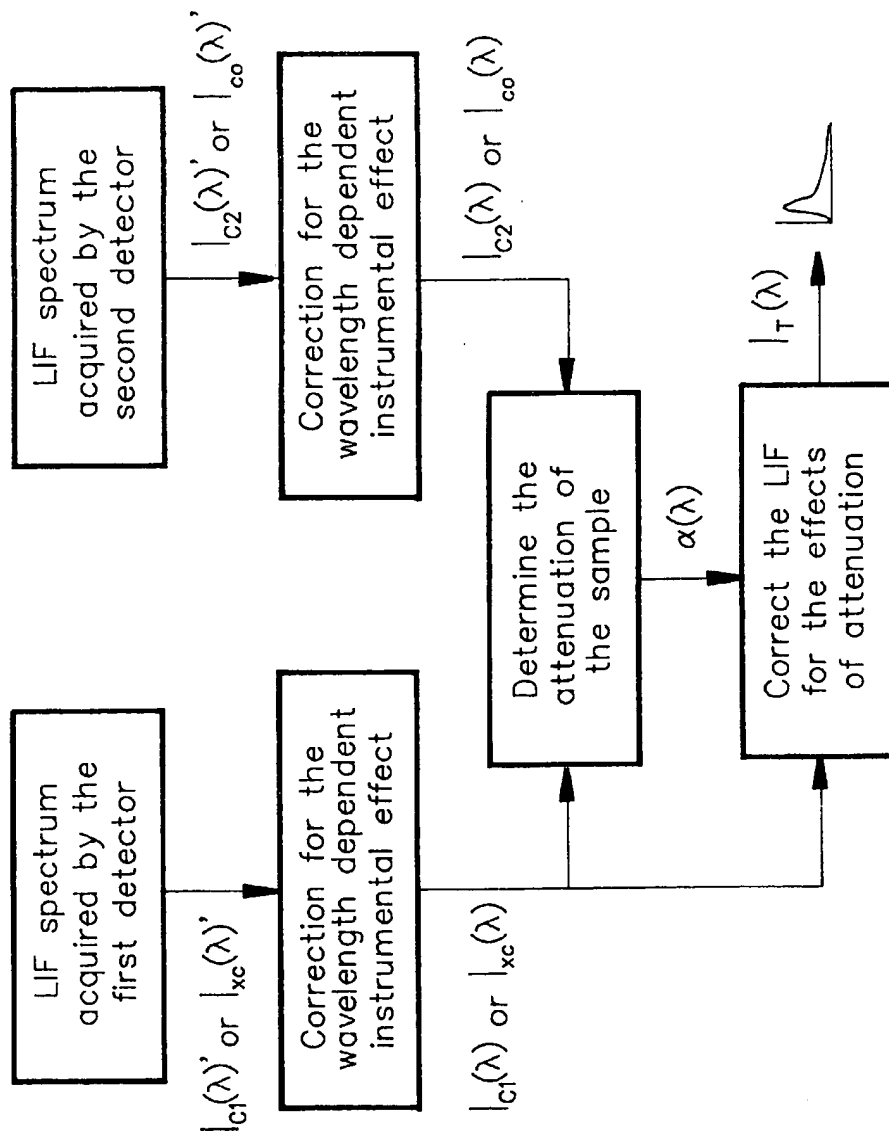 LIF spectrum
acquired by the
first detector
I_C1(λ)' or I_xc(λ)'
Correction for the
wavelength dependent
instrumental effect
I_C1(λ) or I_xc(λ)
LIF spectrum
acquired by the
second detector
I_C2(λ)' or I_co(λ)'
Correction for the
wavelength dependent
instrumental effect
I_C2(λ) or I_co(λ)
Determine the
attenuation of
the sample
α(λ)
Correct the LIF
for the effects
of attenuation
I_T(λ)